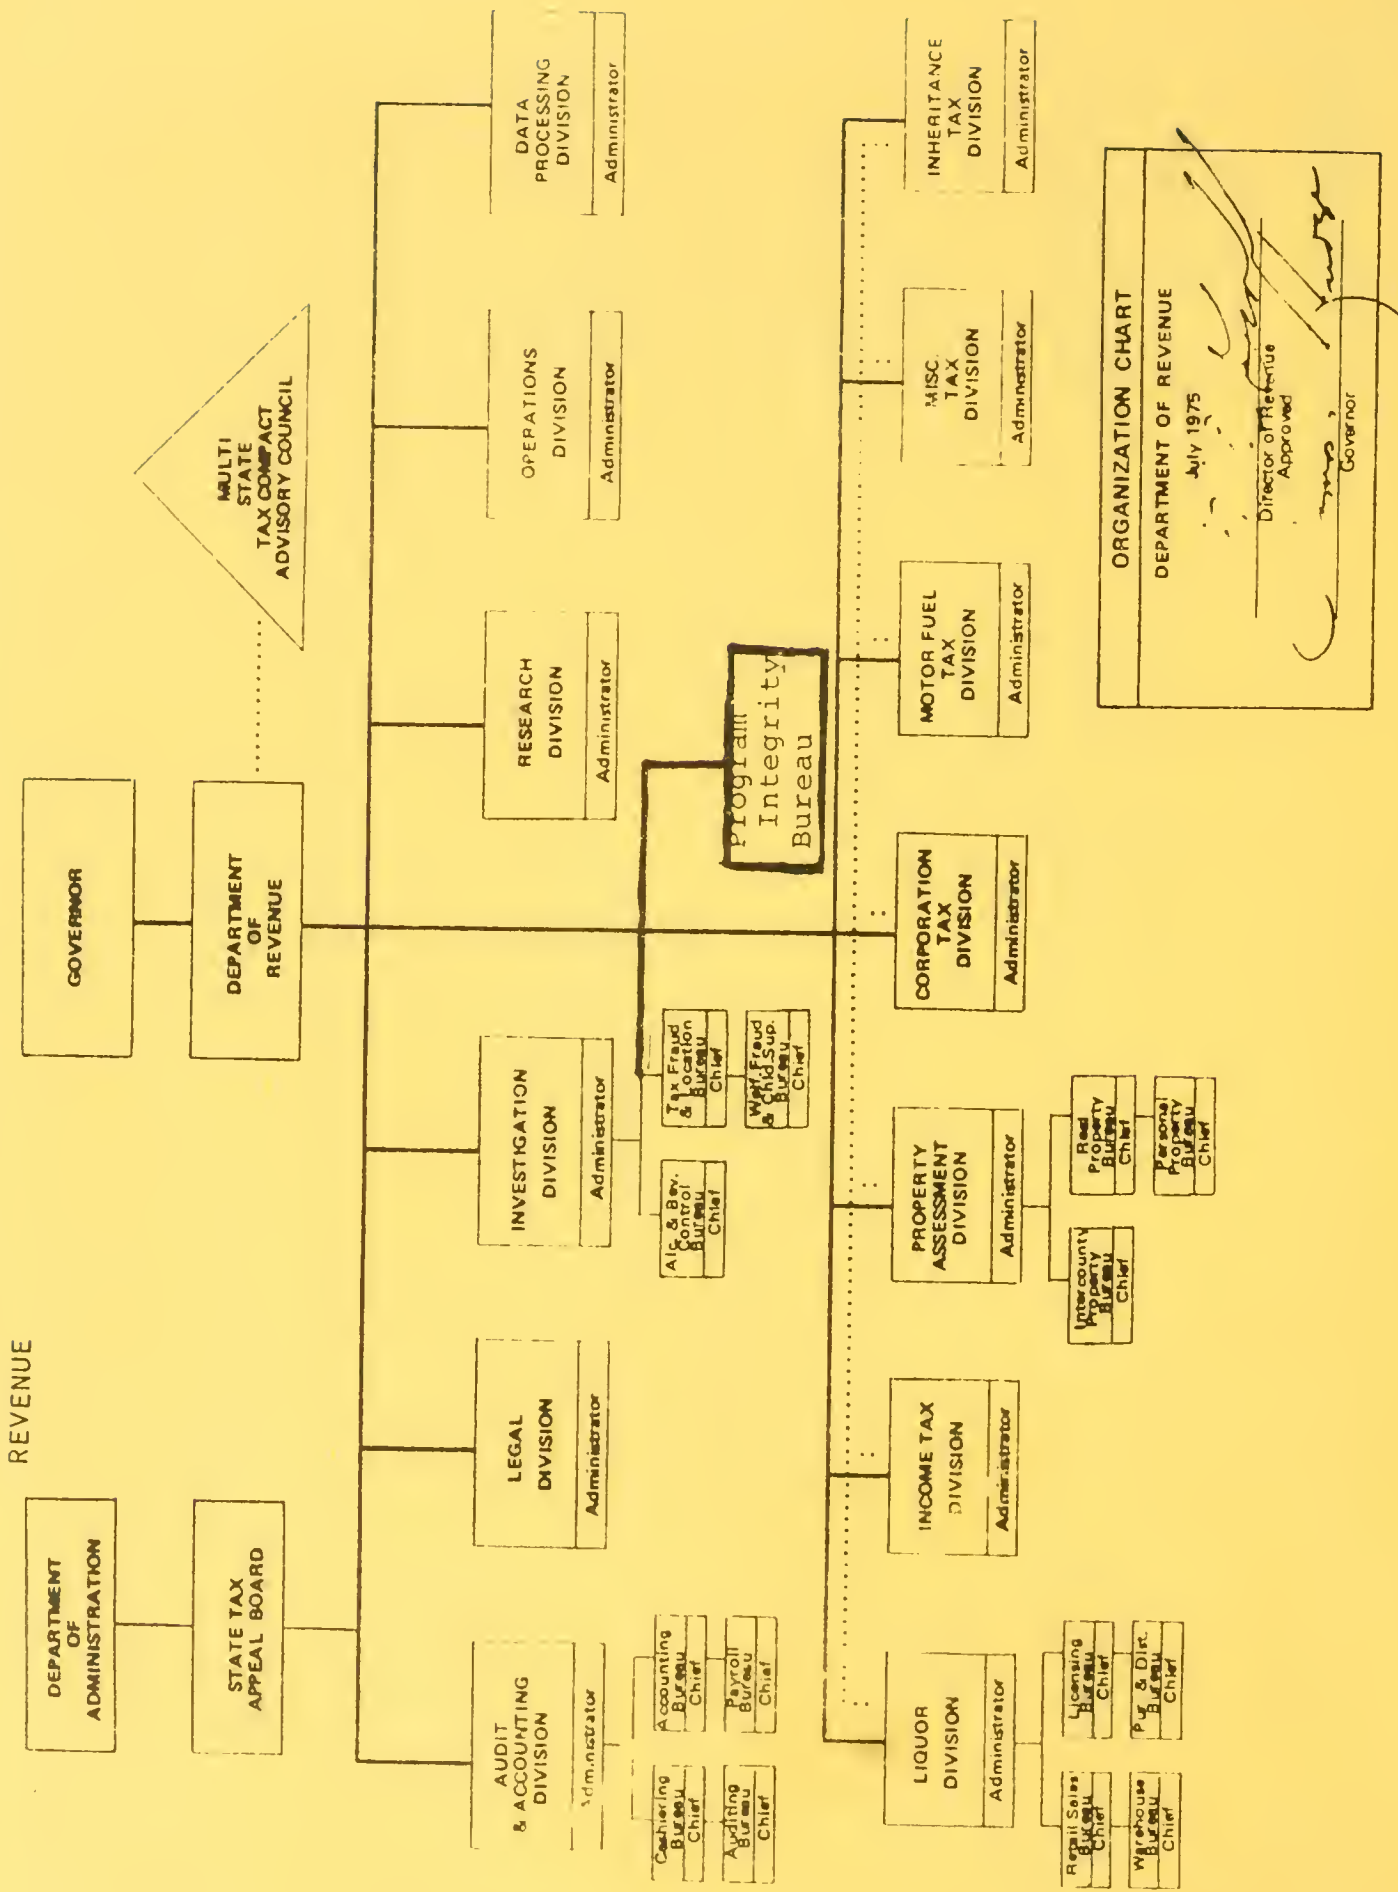 REVENUE
DEPARTMENT
OF
ADMINISTRATION
STATE TAX
APPEAL BOARD
GOVERNOR
DEPARTMENT
OF
REVENUE
MULTI
STATE
TAX COMPACT
ADVISORY COUNCIL
AUDIT
& ACCOUNTING
DIVISION
Administrator
Cashiering
Bureau
Chief
Accounting
Bureau
Chief
Auditing
Bureau
Chief
Payroll
Bureau
Chief
LEGAL
DIVISION
Administrator
INVESTIGATION
DIVISION
Administrator
Alc & Bev.
Control
Bureau
Chief
Tax Fraud
& Location
Bureau
Chief
Welf Fraud
& Chld Sup.
Bureau
Chief
RESEARCH
DIVISION
Administrator
OPERATIONS
DIVISION
Administrator
DATA
PROCESSING
DIVISION
Administrator
Program
Integrity
Bureau
LIQUOR
DIVISION
Administrator
Retail Sales
Bureau
Chief
Licensing
Bureau
Chief
Warehouse
Bureau
Chief
Pur & Dist.
Bureau
Chief
INCOME TAX
DIVISION
Administrator
PROPERTY
ASSESSMENT
DIVISION
Administrator
Intercounty
Property
Bureau
Chief
Real
Property
Bureau
Chief
Personal
Property
Bureau
Chief
CORPORATION
TAX
DIVISION
Administrator
MOTOR FUEL
TAX
DIVISION
Administrator
MISC.
TAX
DIVISION
Administrator
INHERITANCE
TAX
DIVISION
Administrator
ORGANIZATION CHART
DEPARTMENT OF REVENUE
July 1975
Director of Revenue
Approved
Governor